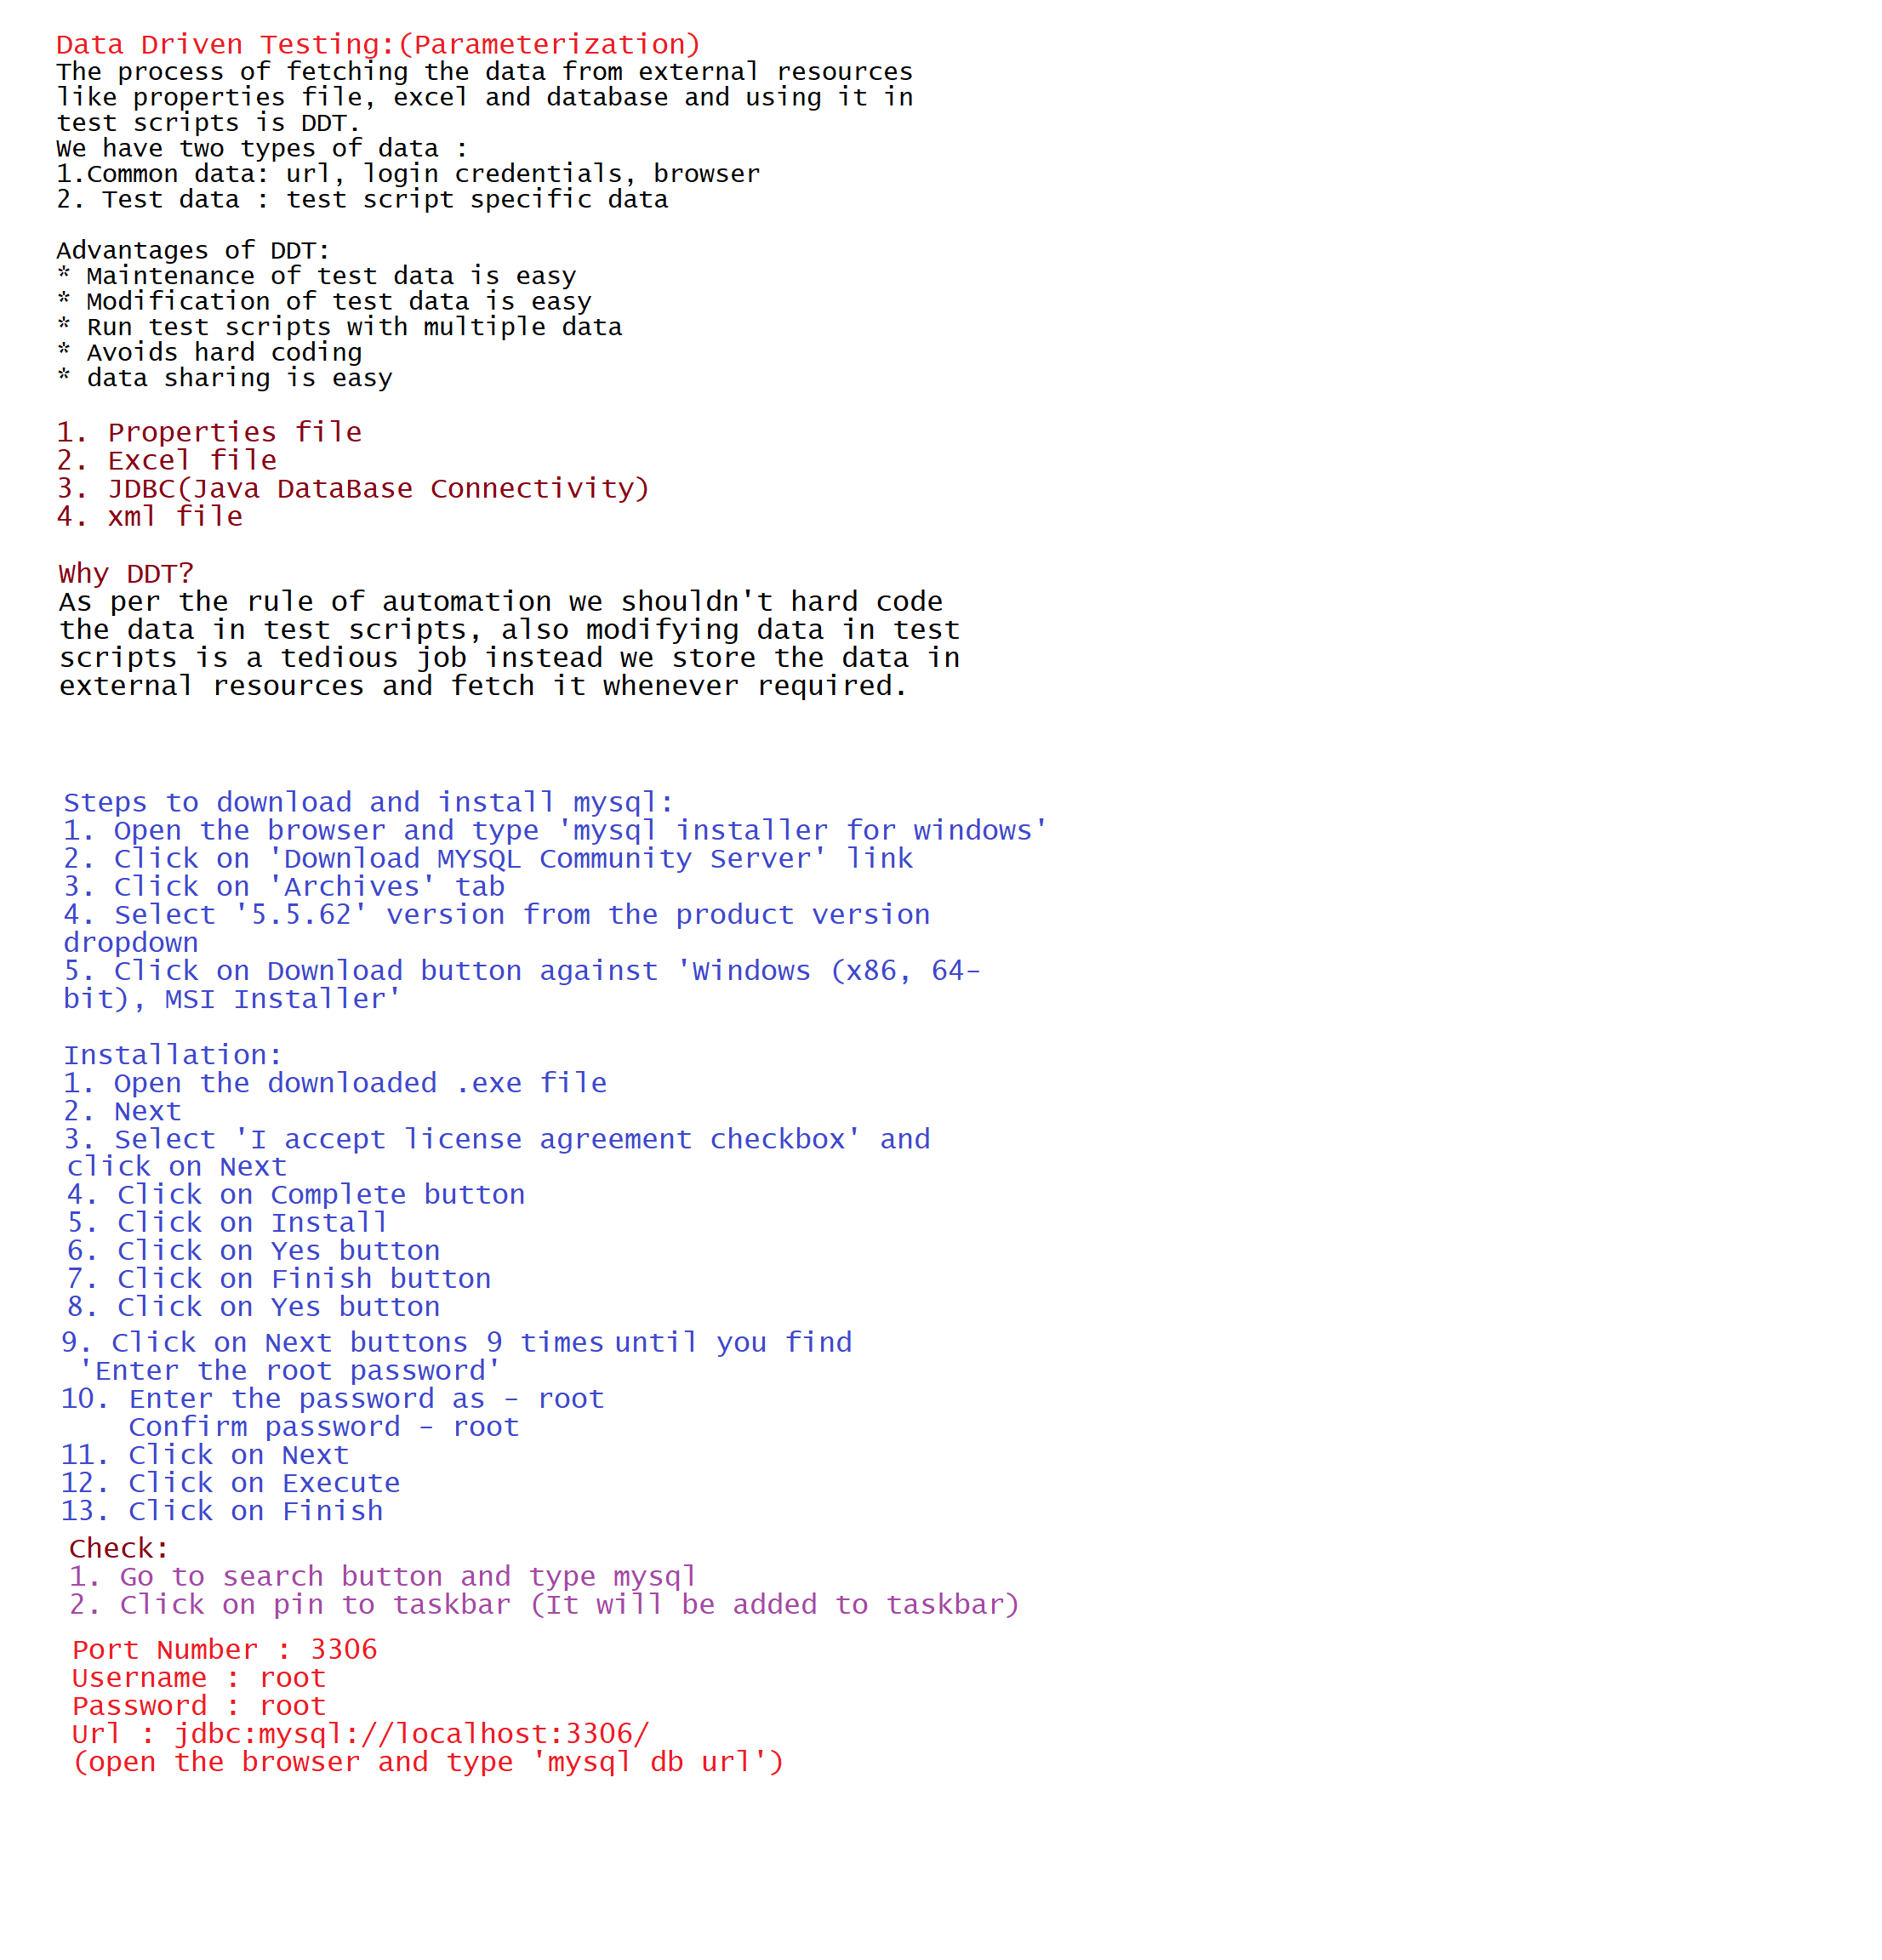 Data Driven Testing:(Parameterization)
The process of fetching the data from external resources
like properties file, excel and database and using it in
test scripts is DDT.
We have two types of data :
1.Common data: url, login credentials, browser
2. Test data : test script specific data
Advantages of DDT:
* Maintenance of test data is easy
* Modification of test data is easy
* Run test scripts with multiple data
* Avoids hard coding
* data sharing is easy
1. Properties file
2. Excel file
3. JDBC(Java DataBase Connectivity)
4. xml file
Why DDT?
As per the rule of automation we shouldn't hard code
the data in test scripts, also modifying data in test
scripts is a tedious job instead we store the data in
external resources and fetch it whenever required.
Steps to download and install mysql:
1. Open the browser and type 'mysql installer for windows'
2. Click on 'Download MYSQL Community Server' link
3. Click on 'Archives' tab
4. Select '5.5.62' version from the product version
dropdown
5. Click on Download button against 'Windows (x86, 64-
bit), MSI Installer'
Installation:
1. Open the downloaded .exe file
2. Next
3. Select 'I accept license agreement checkbox' and
click on Next
4. Click on Complete button
5. Click on Install
6. Click on Yes button
7. Click on Finish button
8. Click on Yes button
9. Click on Next buttons 9 times until you find
'Enter the root password'
10. Enter the password as - root
Confirm password - root
11. Click on Next
12. Click on Execute
13. Click on Finish
Check:
1. Go to search button and type mysql
2. Click on pin to taskbar (It will be added to taskbar)
Port Number : 3306
Username : root
Password : root
Url : jdbc:mysql://localhost:3306/
(open the browser and type 'mysql db url')